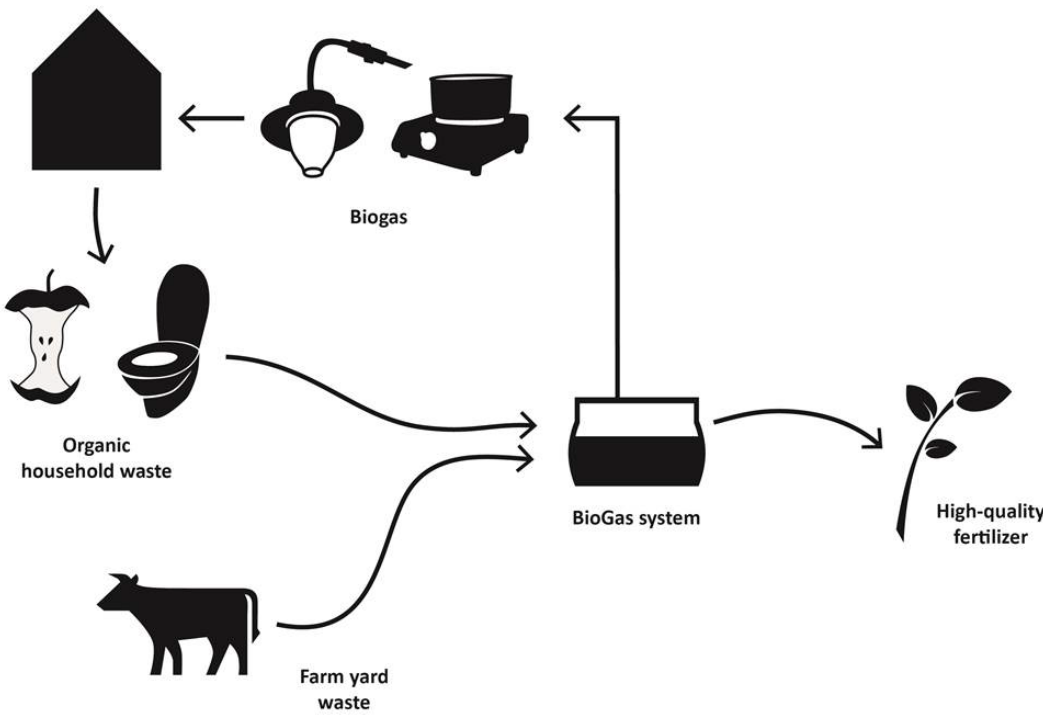 Biogas
Organic
household waste
BioGas system
High-quality
fertilizer
Farm yard
waste